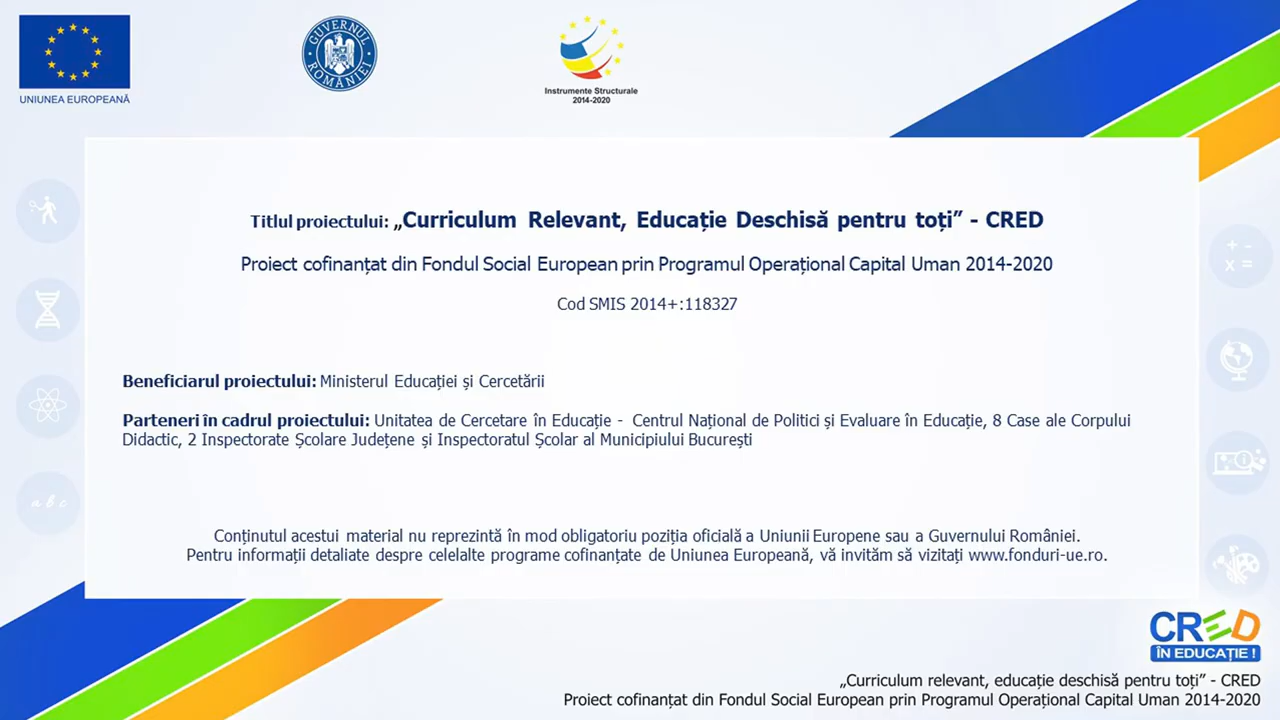 UNIUNEA EUROPEANĂ
GUVERNUL ROMÂNIEI
Instrumente Structurale
2014-2020
Titlul proiectului: „Curriculum Relevant, Educație Deschisă pentru toți” - CRED
Proiect cofinanțat din Fondul Social European prin Programul Operațional Capital Uman 2014-2020
Cod SMIS 2014+:118327
Beneficiarul proiectului: Ministerul Educației și Cercetării
Parteneri în cadrul proiectului: Unitatea de Cercetare în Educație - Centrul Național de Politici și Evaluare în Educație, 8 Case ale Corpului
Didactic, 2 Inspectorate Școlare Județene și Inspectoratul Școlar al Municipiului București
a b c
Conținutul acestui material nu reprezintă în mod obligatoriu poziția oficială a Uniunii Europene sau a Guvernului României.
Pentru informații detaliate despre celelalte programe cofinanțate de Uniunea Europeană, vă invităm să vizitați www.fonduri-ue.ro.
CRED
ÎN EDUCAȚIE !
„Curriculum relevant, educație deschisă pentru toți” - CRED
Proiect cofinanțat din Fondul Social European prin Programul Operațional Capital Uman 2014-2020